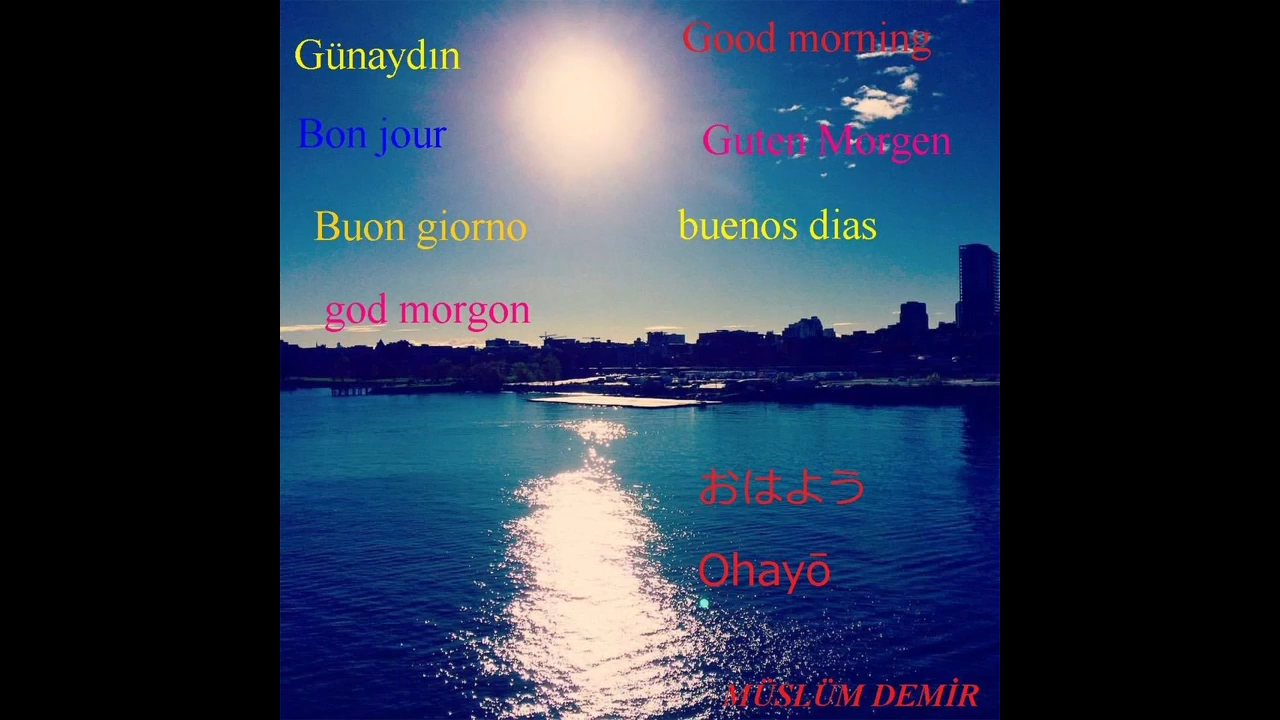 Günaydın
Good morning
Bon jour
Guten Morgen
Buon giorno
buenos dias
god morgon
おはよう
Ohayō
MÜSLÜM DEMİR